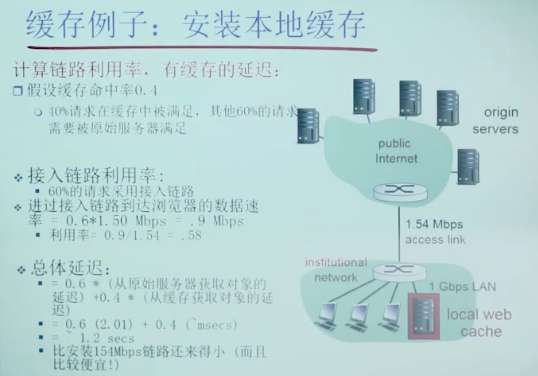 缓存例子：安装本地缓存
计算链路利用率，有缓存的延迟：
假设缓存命中率0.4
40%请求在缓存中被满足，其他60%的请求
需要被原始服务器满足
接入链路利用率：
60%的请求采用接入链路
进过接入链路到达浏览器的数据速
率 = 0.6*1.50 Mbps = .9 Mbps
利用率= 0.9/1.54 = .58
总体延迟：
= 0.6 * (从原始服务器获取对象的
延迟) +0.4 * (从缓存获取对象的延
迟)
= 0.6 (2.01) + 0.4 (~msecs)
= ~ 1.2 secs
比安装154Mbps链路还来得小 (而且
比较便宜!)
origin
servers
public
Internet
1.54 Mbps
access link
institutional
network
1 Gbps LAN
local web
cache